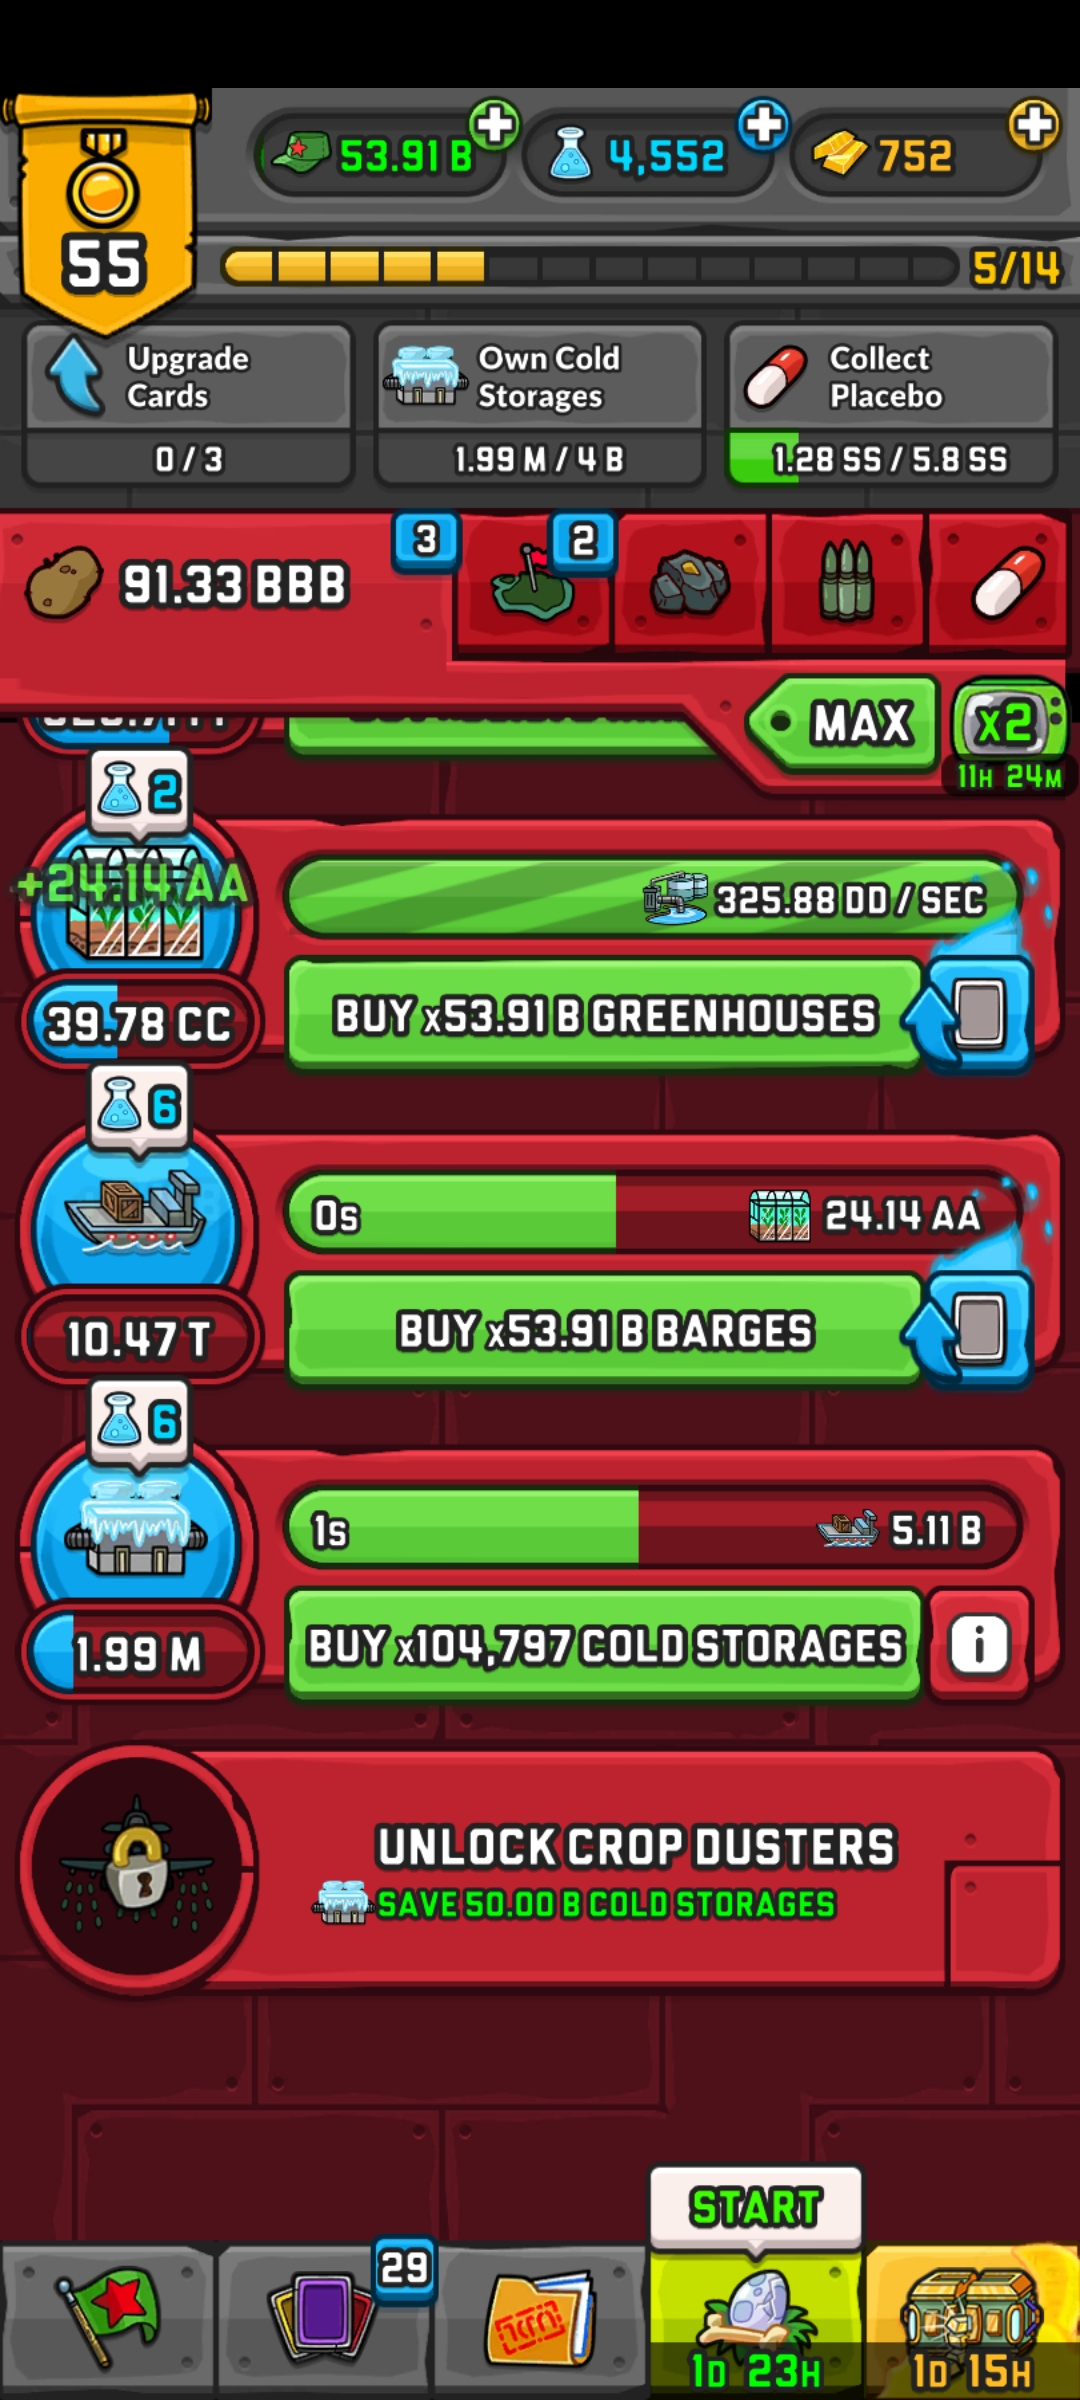 53.91 B
4,552
752
55
5/14
Upgrade
Cards
0 / 3
Own Cold
Storages
1.99 M / 4 B
Collect
Placebo
1.28 SS / 5.8 SS
91.33 BBB
3
2
MAX
X2
11H 24M
2
+24.14 AA
325.88 DD / SEC
39.78 CC
BUY x53.91 B GREENHOUSES
6
0s
24.14 AA
10.47 T
BUY x53.91 B BARGES
6
1s
5.11 B
1.99 M
BUY x104,797 COLD STORAGES
i
UNLOCK CROP DUSTERS
SAVE 50.00 B COLD STORAGES
START
29
1D 23H
1D 15H